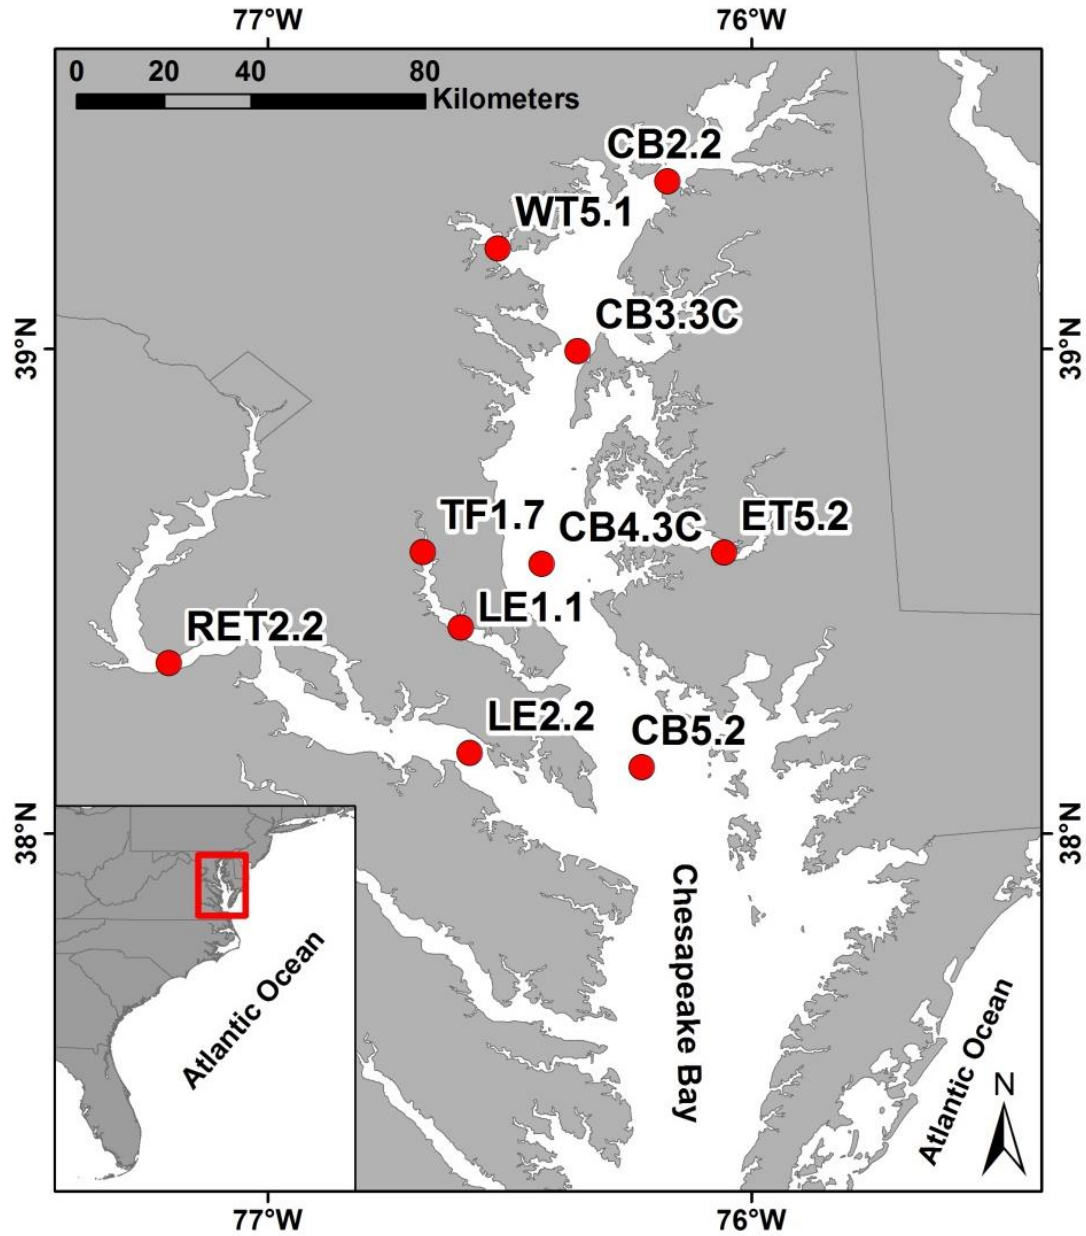 77°W 76°W
0 20 40 80
Kilometers
CB2.2
WT5.1
CB3.3C
39°N 39°N
TF1.7
CB4.3C
ET5.2
LE1.1
RET2.2
LE2.2
CB5.2
38°N 38°N
Chesapeake Bay
Atlantic Ocean
Atlantic Ocean
N
77°W 76°W